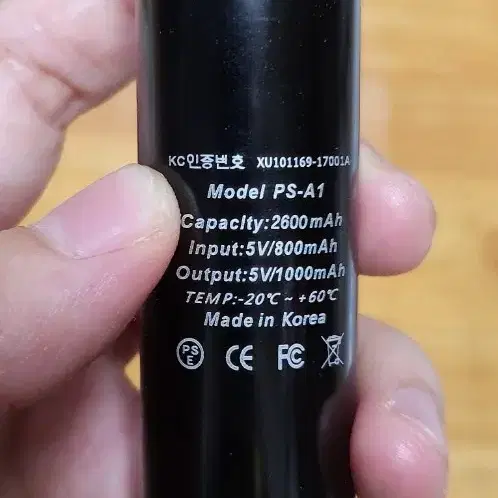 KC인증번호 XU101169-17001A
Model PS-A1
Capacity:2600mAh
Input:5V/800mAh
Output:5V/1000mAh
TEMP:-20℃ ~ +60℃
Made in Korea
PSE CE FC